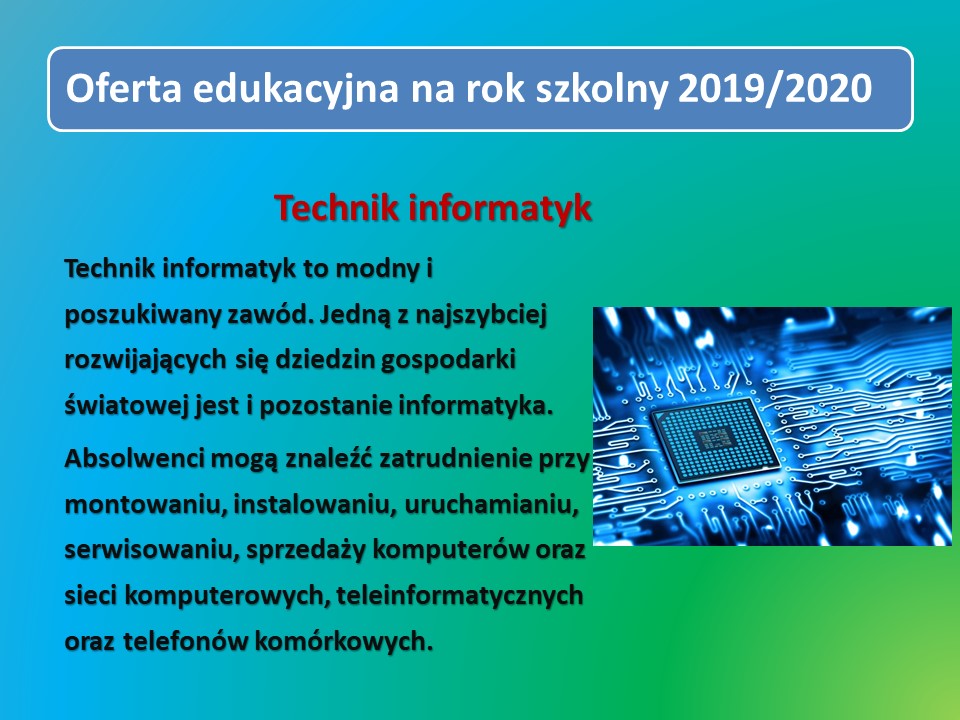 Oferta edukacyjna na rok szkolny 2019/2020
Technik informatyk
Technik informatyk to modny i
poszukiwany zawód. Jedną z najszybciej
rozwijających się dziedzin gospodarki
światowej jest i pozostanie informatyka.
Absolwenci mogą znaleźć zatrudnienie przy
montowaniu, instalowaniu, uruchamianiu,
serwisowaniu, sprzedaży komputerów oraz
sieci komputerowych, teleinformatycznych
oraz telefonów komórkowych.